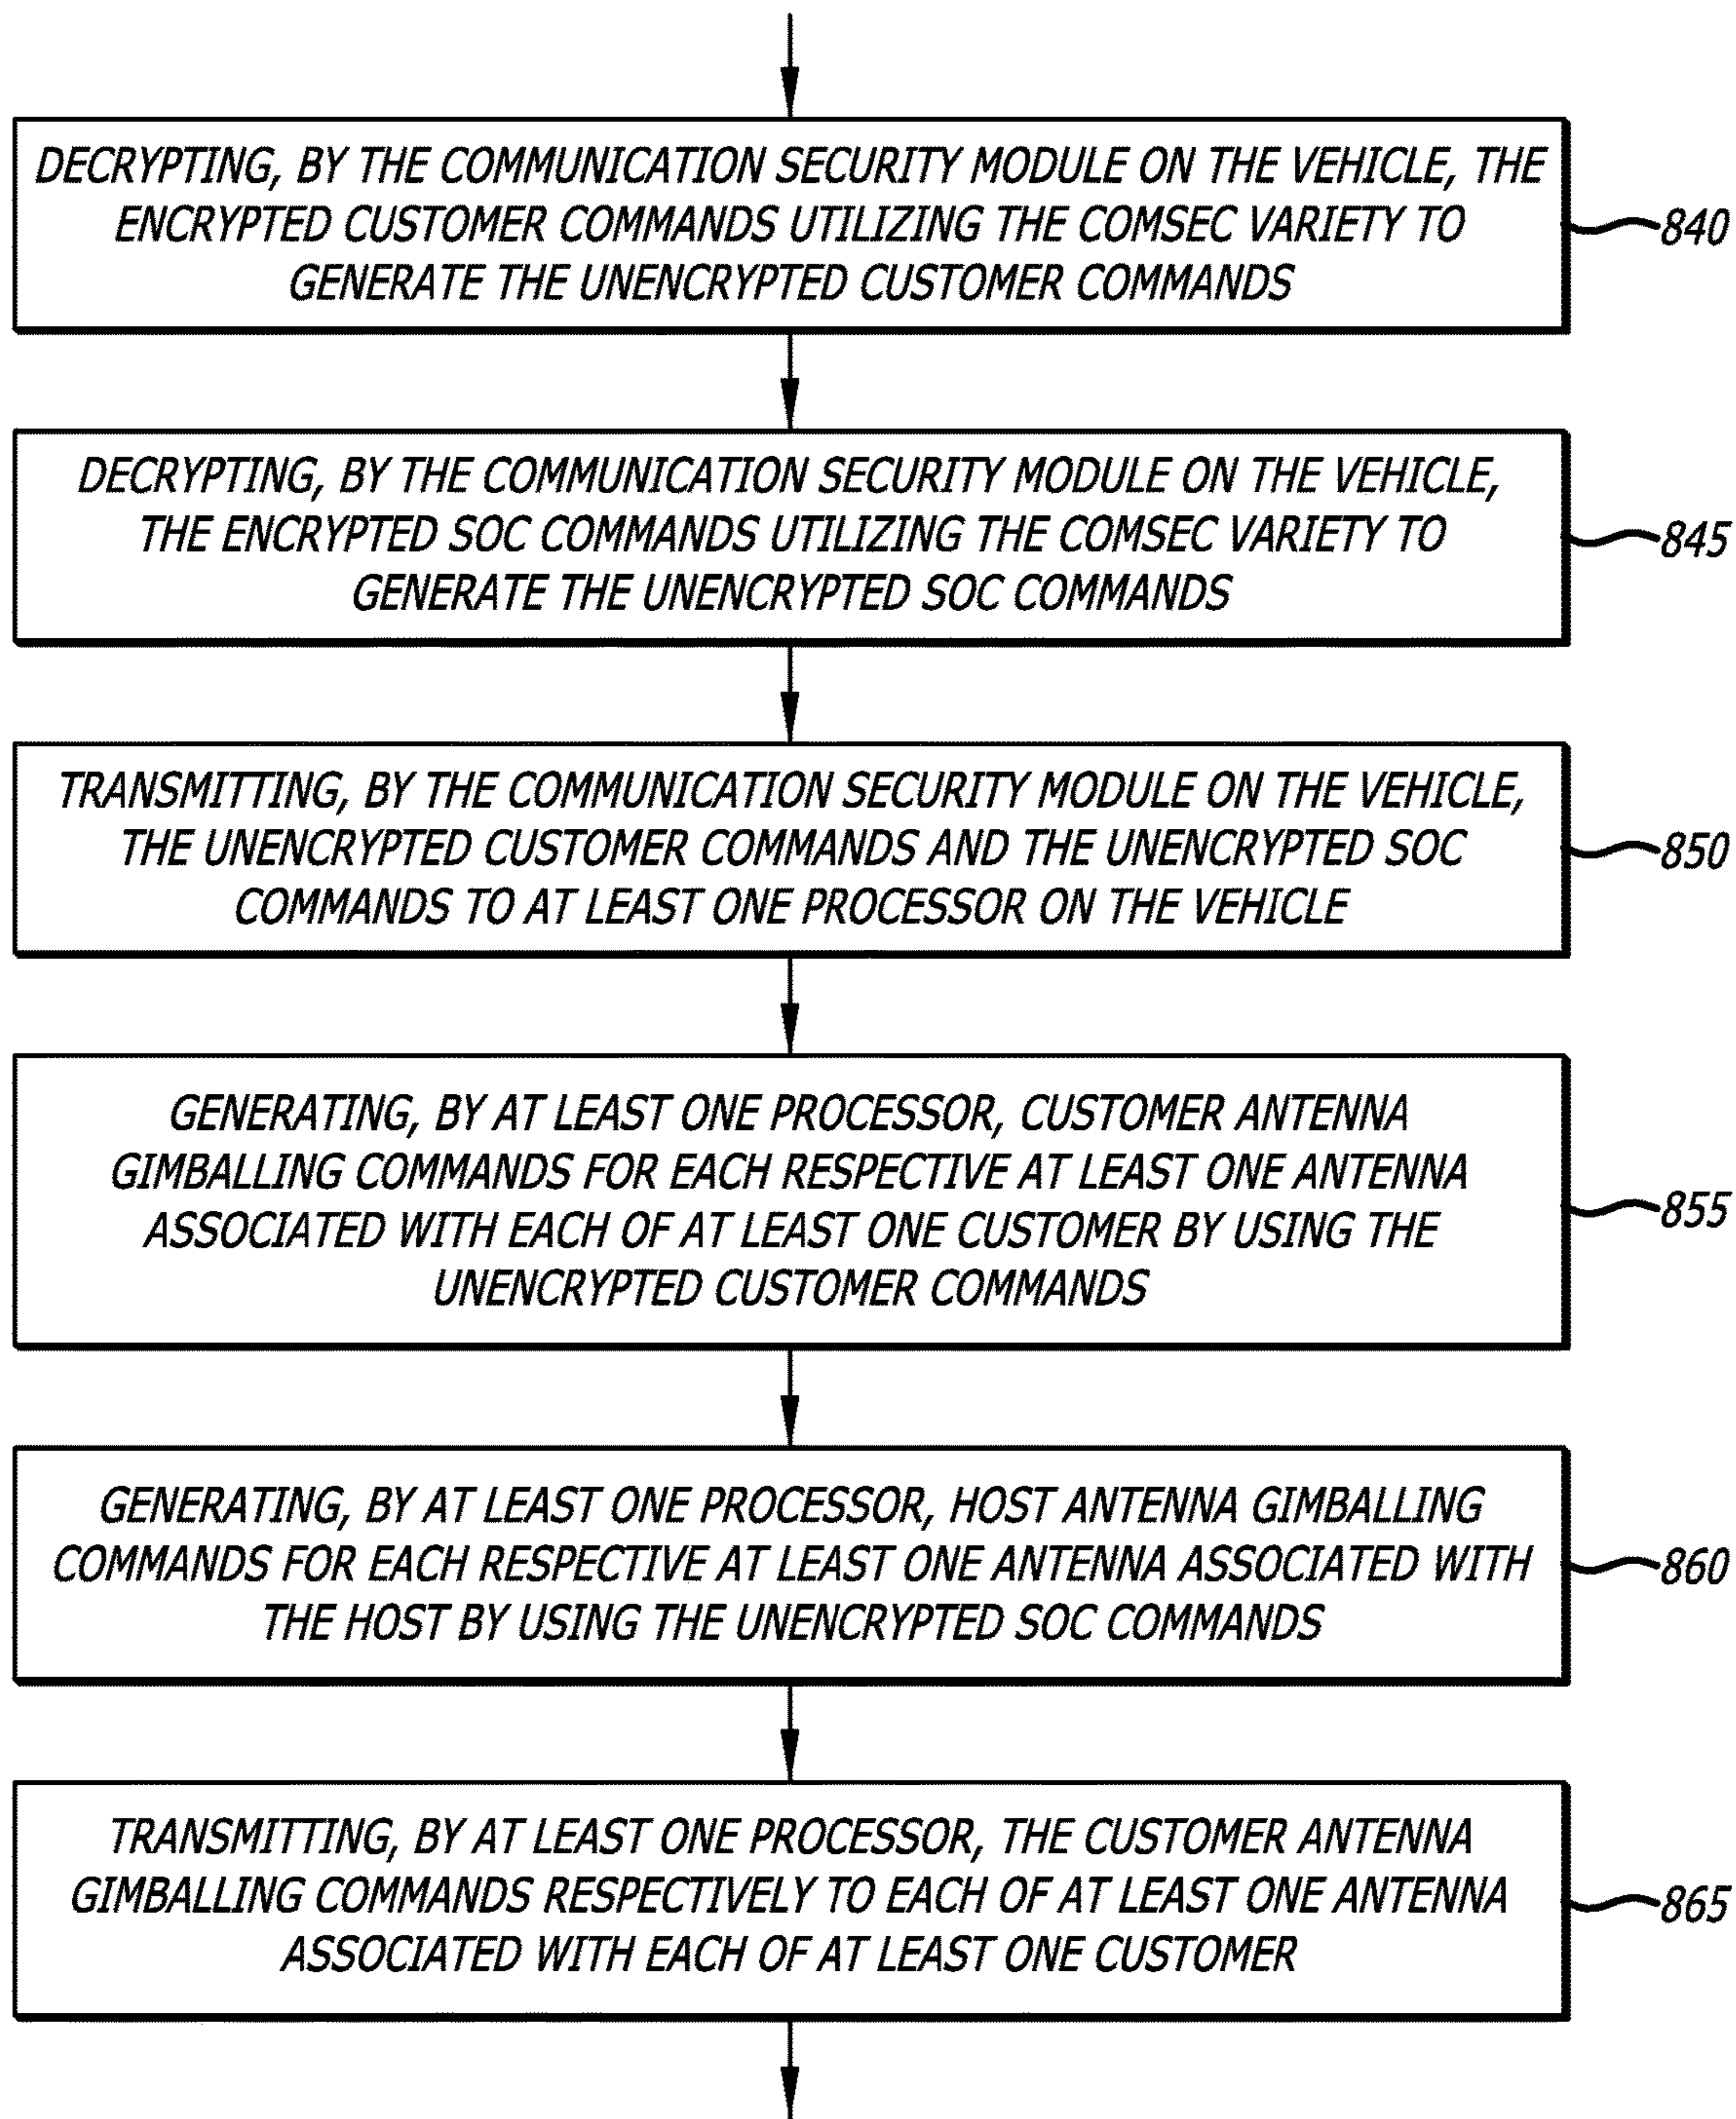 DECRYPTING, BY THE COMMUNICATION SECURITY MODULE ON THE VEHICLE, THE
ENCRYPTED CUSTOMER COMMANDS UTILIZING THE COMSEC VARIETY TO
GENERATE THE UNENCRYPTED CUSTOMER COMMANDS
840
DECRYPTING, BY THE COMMUNICATION SECURITY MODULE ON THE VEHICLE,
THE ENCRYPTED SOC COMMANDS UTILIZING THE COMSEC VARIETY TO
GENERATE THE UNENCRYPTED SOC COMMANDS
845
TRANSMITTING, BY THE COMMUNICATION SECURITY MODULE ON THE VEHICLE,
THE UNENCRYPTED CUSTOMER COMMANDS AND THE UNENCRYPTED SOC
COMMANDS TO AT LEAST ONE PROCESSOR ON THE VEHICLE
850
GENERATING, BY AT LEAST ONE PROCESSOR, CUSTOMER ANTENNA
GIMBALLING COMMANDS FOR EACH RESPECTIVE AT LEAST ONE ANTENNA
ASSOCIATED WITH EACH OF AT LEAST ONE CUSTOMER BY USING THE
UNENCRYPTED CUSTOMER COMMANDS
855
GENERATING, BY AT LEAST ONE PROCESSOR, HOST ANTENNA GIMBALLING
COMMANDS FOR EACH RESPECTIVE AT LEAST ONE ANTENNA ASSOCIATED WITH
THE HOST BY USING THE UNENCRYPTED SOC COMMANDS
860
TRANSMITTING, BY AT LEAST ONE PROCESSOR, THE CUSTOMER ANTENNA
GIMBALLING COMMANDS RESPECTIVELY TO EACH OF AT LEAST ONE ANTENNA
ASSOCIATED WITH EACH OF AT LEAST ONE CUSTOMER
865